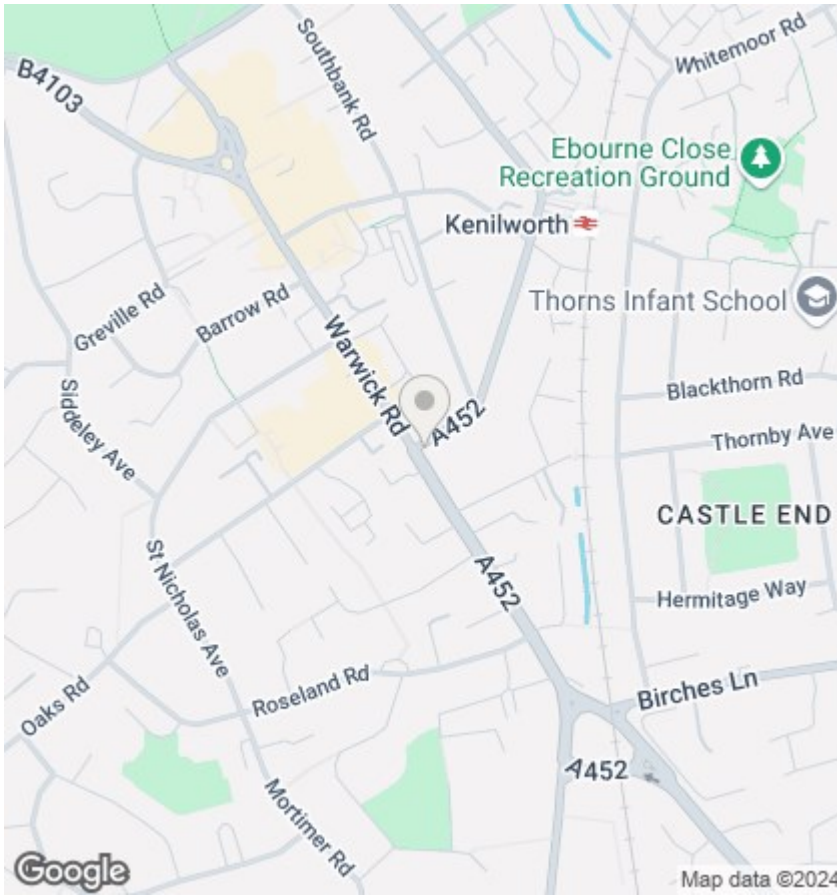 Southbank Rd
Whitemoor Rd
B4103
Ebourne Close
Recreation Ground
Kenilworth
Thorns Infant School
Greville Rd
Barrow Rd
Warwick Rd
Blackthorn Rd
Siddeley Ave
A452
Thornby Ave
CASTLE END
St Nicholas Ave
A452
Hermitage Way
Roseland Rd
Birches Ln
Oaks Rd
A452
Mortimer Rd
Google
Map data ©2024